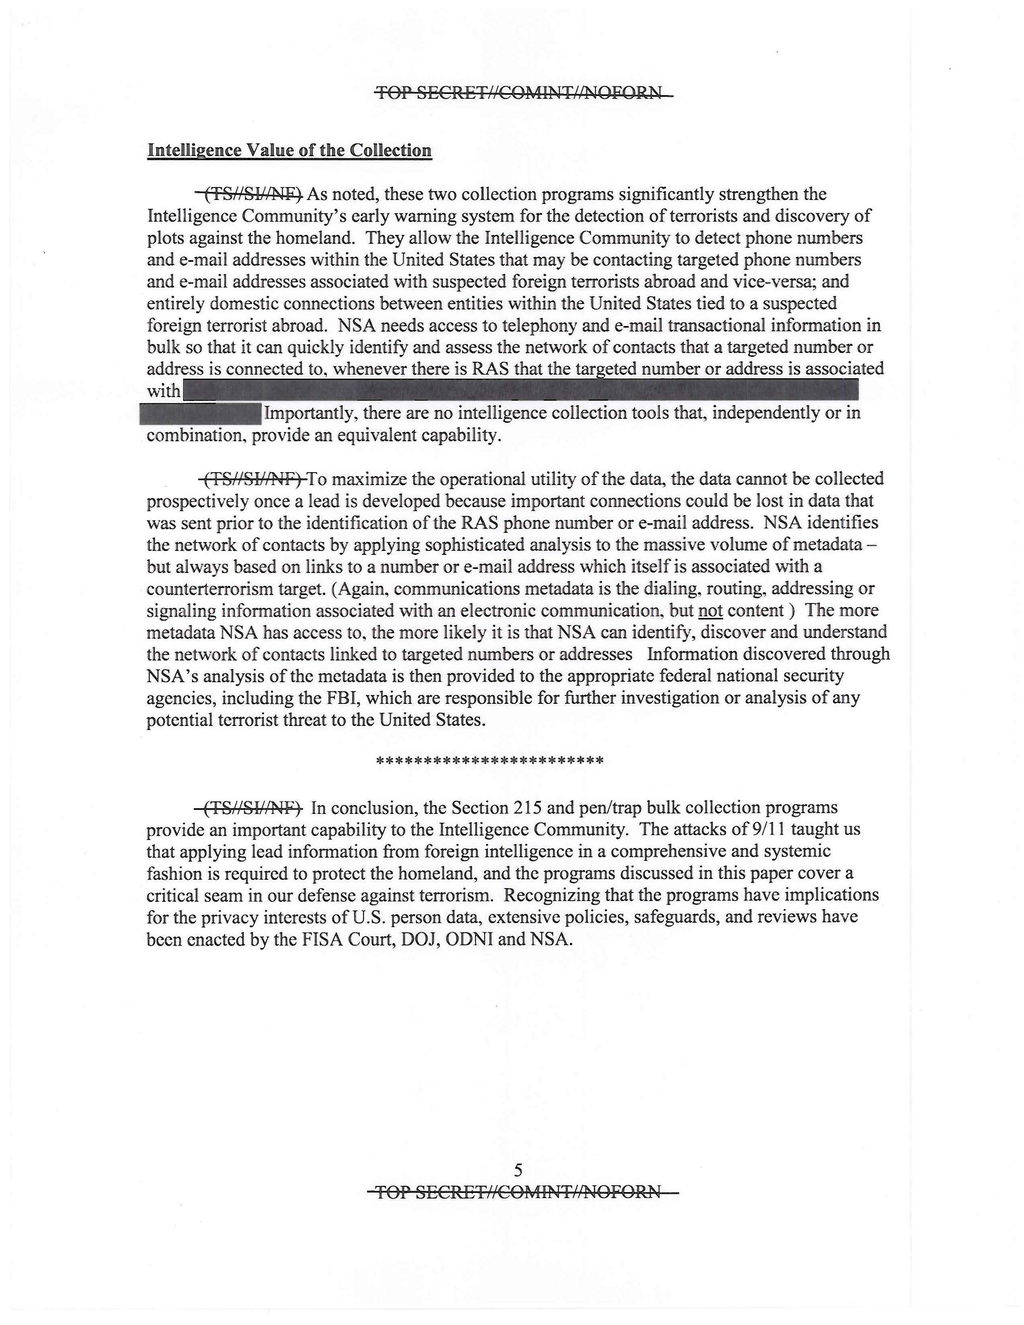 TOP SECRET//COMINT//NOFORN
Intelligence Value of the Collection
(TS//SI//NF) As noted, these two collection programs significantly strengthen the
Intelligence Community's early warning system for the detection of terrorists and discovery of
plots against the homeland. They allow the Intelligence Community to detect phone numbers
and e-mail addresses within the United States that may be contacting targeted phone numbers
and e-mail addresses associated with suspected foreign terrorists abroad and vice-versa; and
entirely domestic connections between entities within the United States tied to a suspected
foreign terrorist abroad. NSA needs access to telephony and e-mail transactional information in
bulk so that it can quickly identify and assess the network of contacts that a targeted number or
address is connected to, whenever there is RAS that the targeted number or address is associated
with
Importantly, there are no intelligence collection tools that, independently or in
combination, provide an equivalent capability.
(TS//SI//NF) To maximize the operational utility of the data, the data cannot be collected
prospectively once a lead is developed because important connections could be lost in data that
was sent prior to the identification of the RAS phone number or e-mail address. NSA identifies
the network of contacts by applying sophisticated analysis to the massive volume of metadata –
but always based on links to a number or e-mail address which itself is associated with a
counterterrorism target. (Again, communications metadata is the dialing, routing, addressing or
signaling information associated with an electronic communication, but not content ) The more
metadata NSA has access to, the more likely it is that NSA can identify, discover and understand
the network of contacts linked to targeted numbers or addresses Information discovered through
NSA's analysis of the metadata is then provided to the appropriate federal national security
agencies, including the FBI, which are responsible for further investigation or analysis of any
potential terrorist threat to the United States.
************************
(TS//SI//NF) In conclusion, the Section 215 and pen/trap bulk collection programs
provide an important capability to the Intelligence Community. The attacks of 9/11 taught us
that applying lead information from foreign intelligence in a comprehensive and systemic
fashion is required to protect the homeland, and the programs discussed in this paper cover a
critical seam in our defense against terrorism. Recognizing that the programs have implications
for the privacy interests of U.S. person data, extensive policies, safeguards, and reviews have
been enacted by the FISA Court, DOJ, ODNI and NSA.
5
TOP SECRET//COMINT//NOFORN